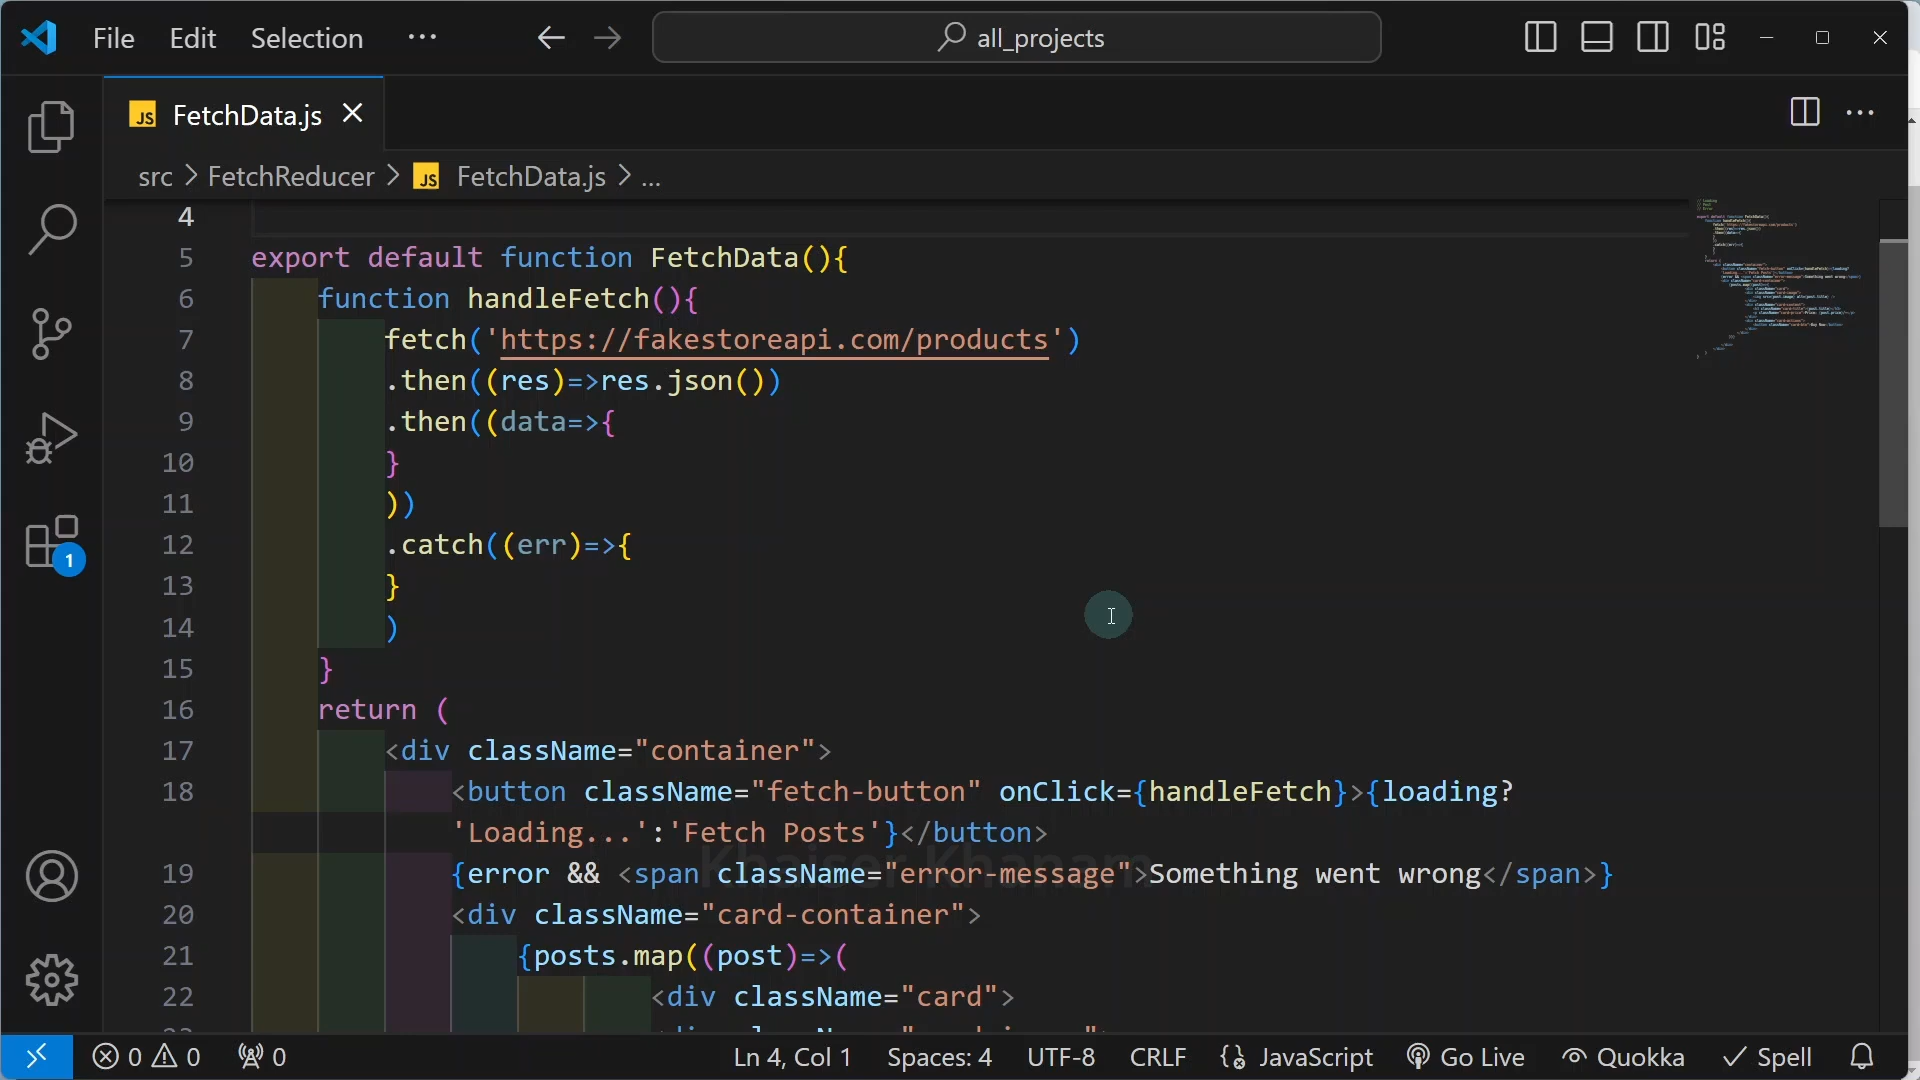 File Edit Selection ··· all_projects
JS FetchData.js
src > FetchReducer > JS FetchData.js > ...
4
5 export default function FetchData(){
6 function handleFetch(){
7 fetch('https://fakestoreapi.com/products')
8 .then((res)=>res.json())
9 .then((data=>{
10 }
11 ))
12 .catch((err)=>{
13 }
14 )
15 }
16 return (
17 <div className="container">
18 <button className="fetch-button" onClick={handleFetch}>{loading?
'Loading...':'Fetch Posts'}</button>
Khaiser Khanam
19 {error && <span className="error-message">Something went wrong</span>}
20 <div className="card-container">
21 {posts.map((post)=>(
22 <div className="card">
1
0 0 0 Ln 4, Col 1 Spaces: 4 UTF-8 CRLF JavaScript Go Live Quokka Spell